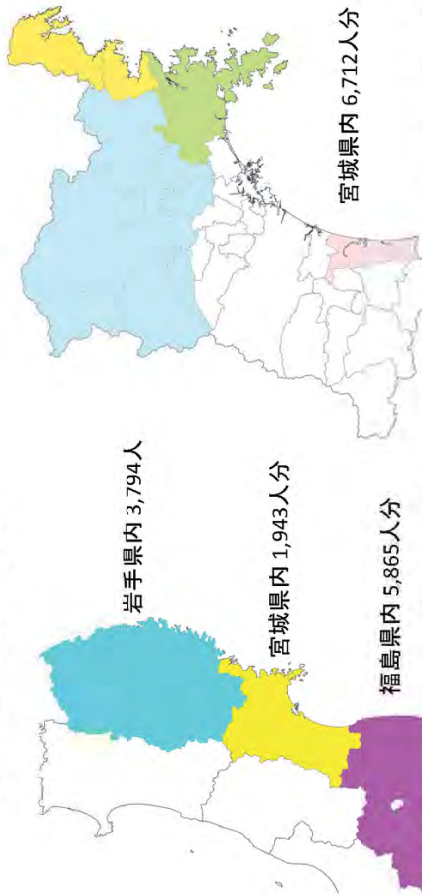 岩手県内 3,794人
宮城県内 1,943人分
福島県内 5,865人分
宮城県内 6,712人分